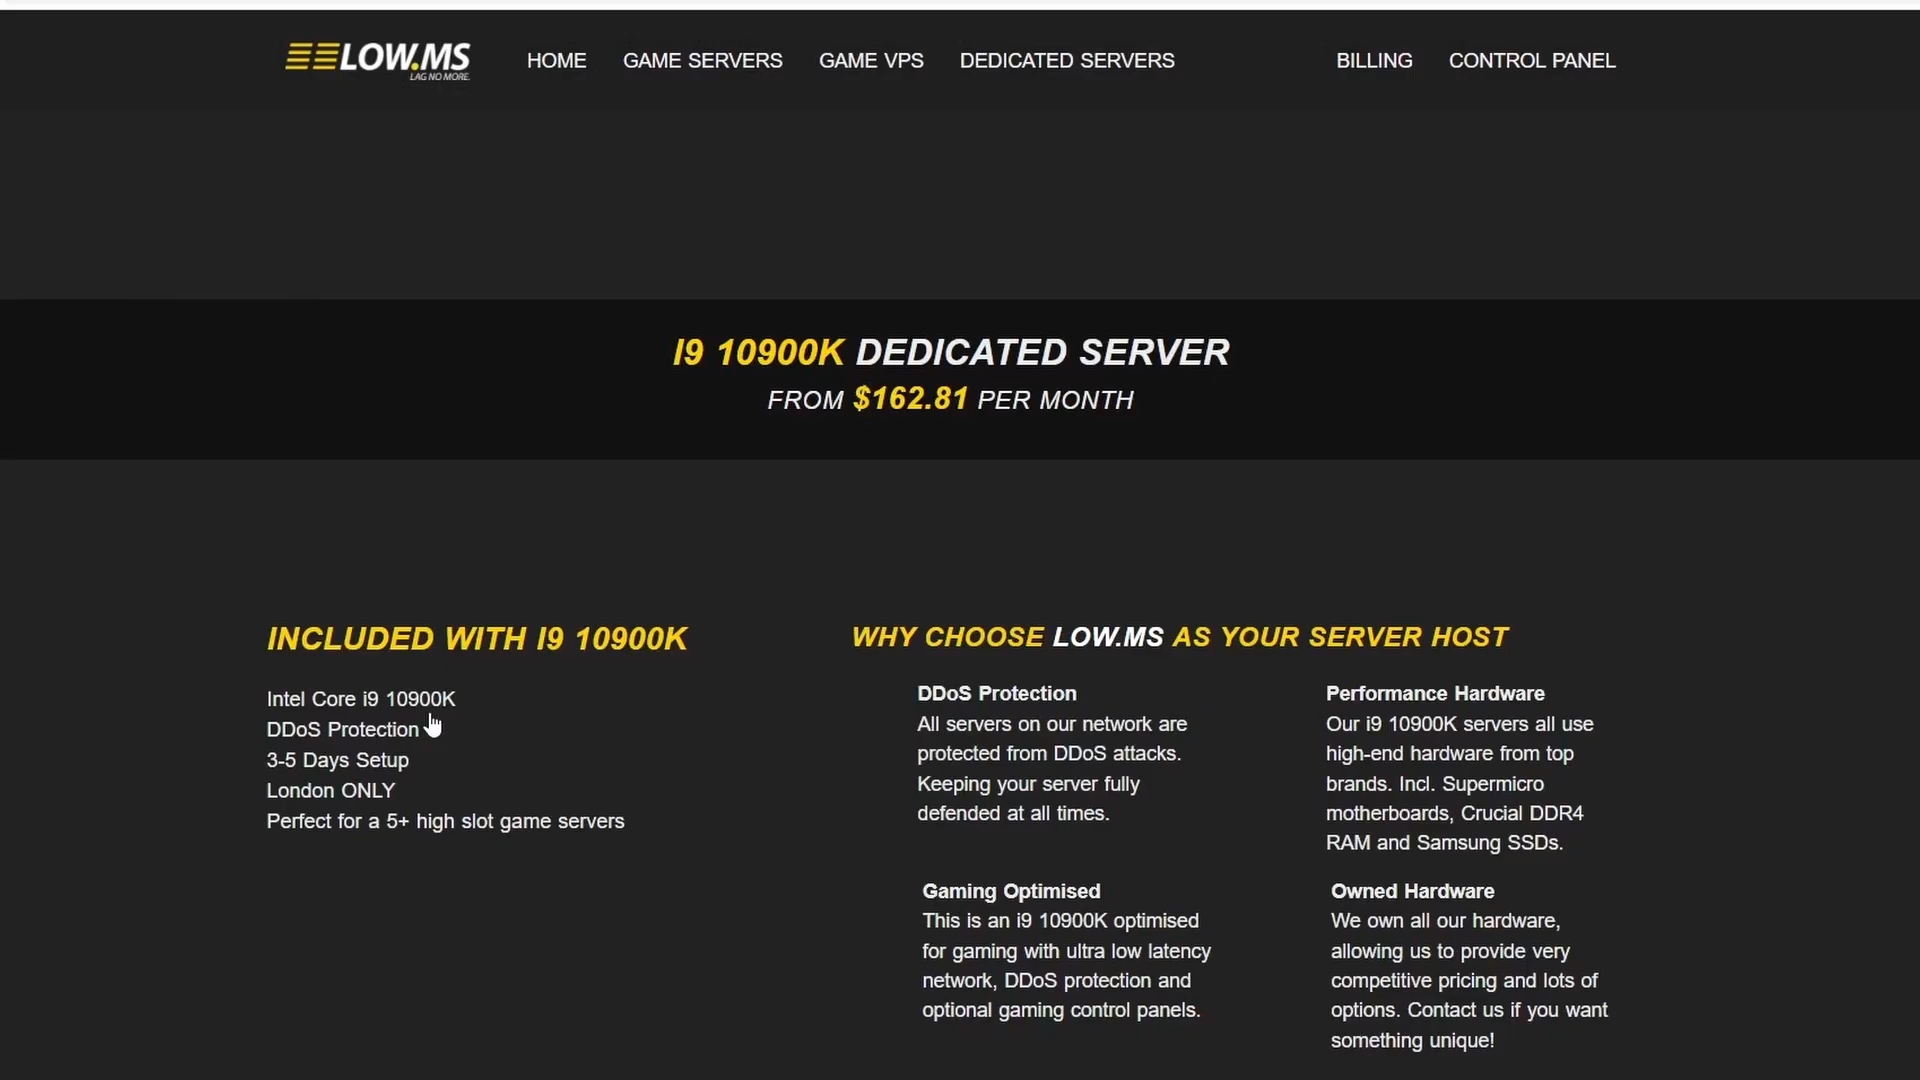 LOW.MS
LAG NO MORE.
HOME
GAME SERVERS
GAME VPS
DEDICATED SERVERS
BILLING
CONTROL PANEL
I9 10900K DEDICATED SERVER
FROM $162.81 PER MONTH
INCLUDED WITH I9 10900K
Intel Core i9 10900K
DDoS Protection
3-5 Days Setup
London ONLY
Perfect for a 5+ high slot game servers
WHY CHOOSE LOW.MS AS YOUR SERVER HOST
DDoS Protection
All servers on our network are
protected from DDoS attacks.
Keeping your server fully
defended at all times.
Performance Hardware
Our i9 10900K servers all use
high-end hardware from top
brands. Incl. Supermicro
motherboards, Crucial DDR4
RAM and Samsung SSDs.
Gaming Optimised
This is an i9 10900K optimised
for gaming with ultra low latency
network, DDoS protection and
optional gaming control panels.
Owned Hardware
We own all our hardware,
allowing us to provide very
competitive pricing and lots of
options. Contact us if you want
something unique!